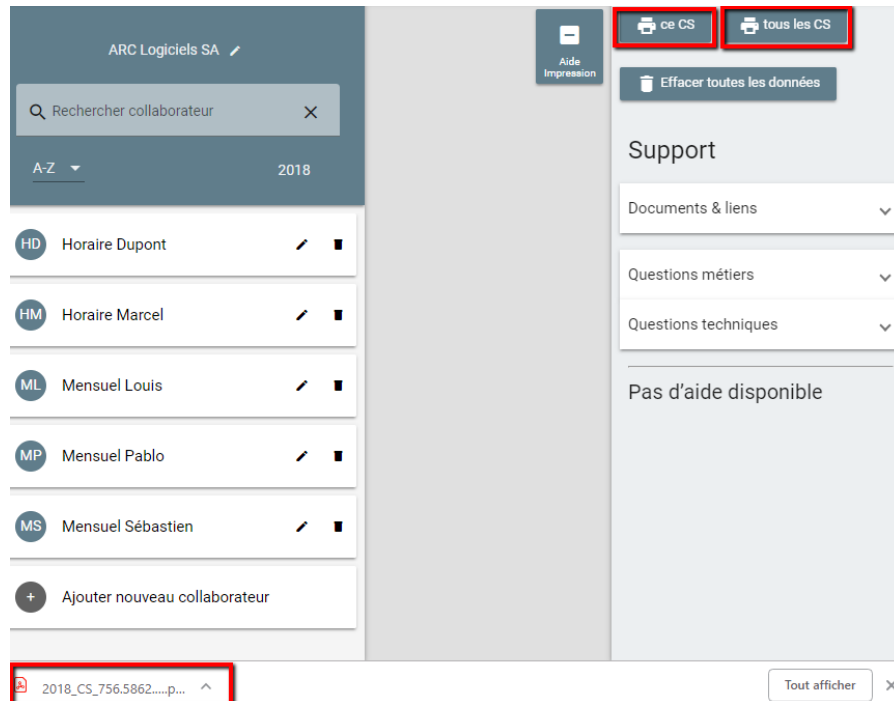 ARC Logiciels SA
Rechercher collaborateur
A-Z
2018
HD Horaire Dupont
HM Horaire Marcel
ML Mensuel Louis
MP Mensuel Pablo
MS Mensuel Sébastien
+ Ajouter nouveau collaborateur
Aide
Impression
ce CS
tous les CS
Effacer toutes les données
Support
Documents & liens
Questions métiers
Questions techniques
Pas d’aide disponible
2018_CS_756.5862.....p...
Tout afficher